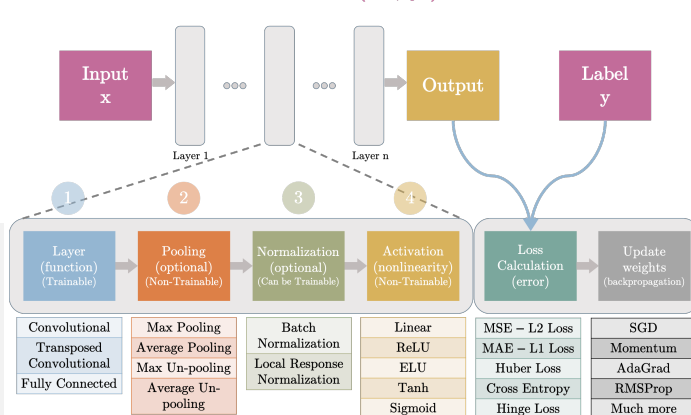 Input
x
Output
Label
y
Layer 1
Layer n
1
2
3
4
Layer
(function)
(Trainable)
Pooling
(optional)
(Non-Trainable)
Normalization
(optional)
(Can be Trainable)
Activation
(nonlinearity)
(Non-Trainable)
Loss
Calculation
(error)
Update
weights
(backpropagation)
Convolutional
Transposed
Convolutional
Fully Connected
Max Pooling
Average Pooling
Max Un-pooling
Average Un-
pooling
Batch
Normalization
Local Response
Normalization
Linear
ReLU
ELU
Tanh
Sigmoid
MSE – L2 Loss
MAE – L1 Loss
Huber Loss
Cross Entropy
Hinge Loss
SGD
Momentum
AdaGrad
RMSProp
Much more